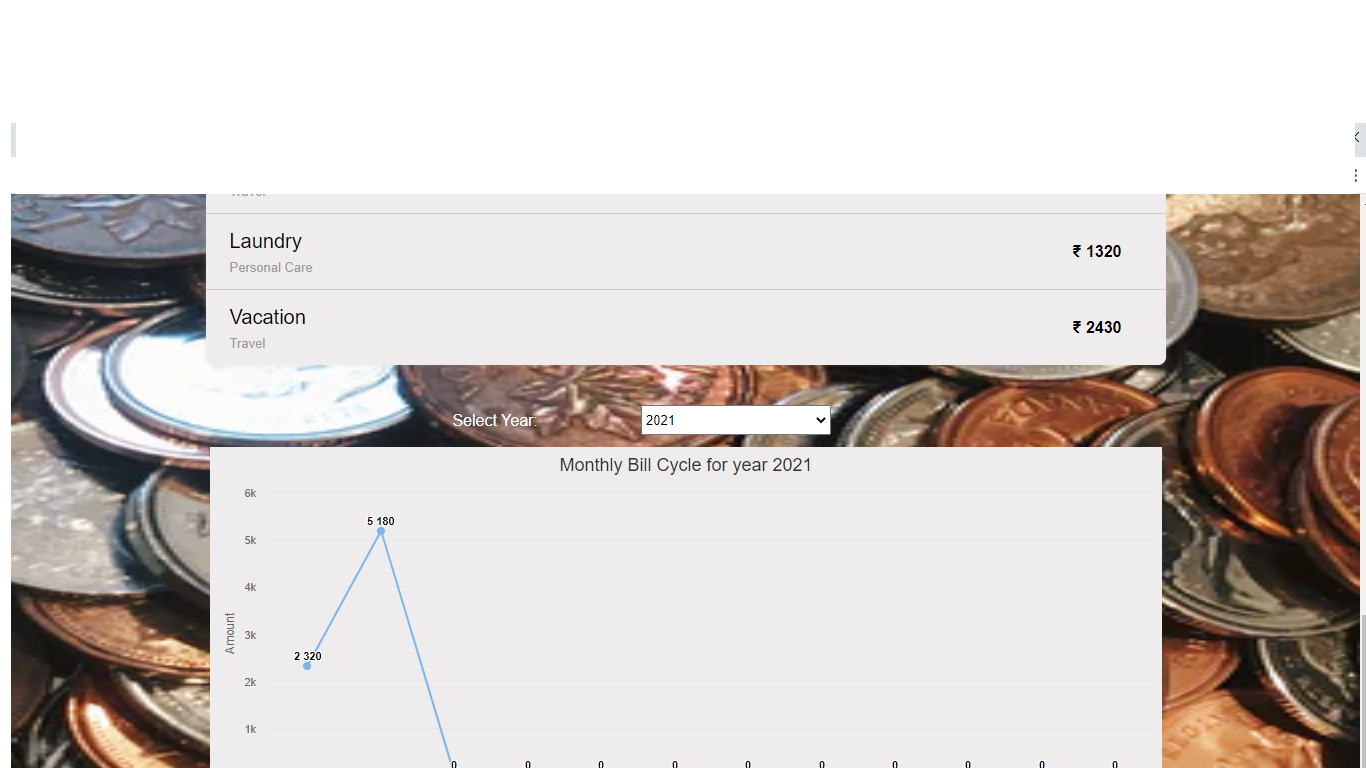 Travel
Laundry
Personal Care
₹ 1320
Vacation
Travel
₹ 2430
Select Year:
2021
Monthly Bill Cycle for year 2021
6k
5k
4k
3k
2k
1k
Amount
5 180
2 320
0 0 0 0 0 0 0 0 0 0